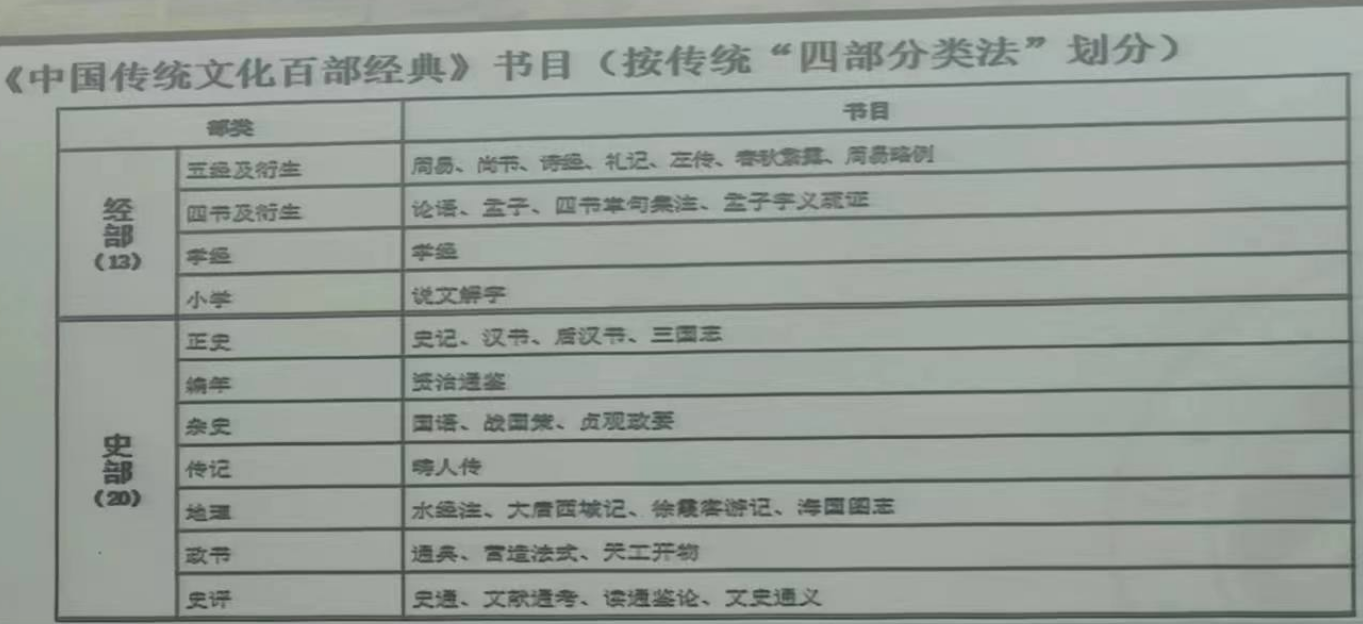 《中国传统文化百部经典》书目（按传统“四部分类法”划分）
部类 书目
经部（13）
五经及衍生 周易、尚书、诗经、礼记、左传、春秋繁露、周易略例
四书及衍生 论语、孟子、四书章句集注、孟子字义疏证
孝经 孝经
小学 说文解字
史部（20）
正史 史记、汉书、后汉书、三国志
编年 资治通鉴
杂史 国语、战国策、贞观政要
传记 畴人传
地理 水经注、大唐西域记、徐霞客游记、海国图志
政书 通典、营造法式、天工开物
史评 史通、文献通考、读通鉴论、文史通义